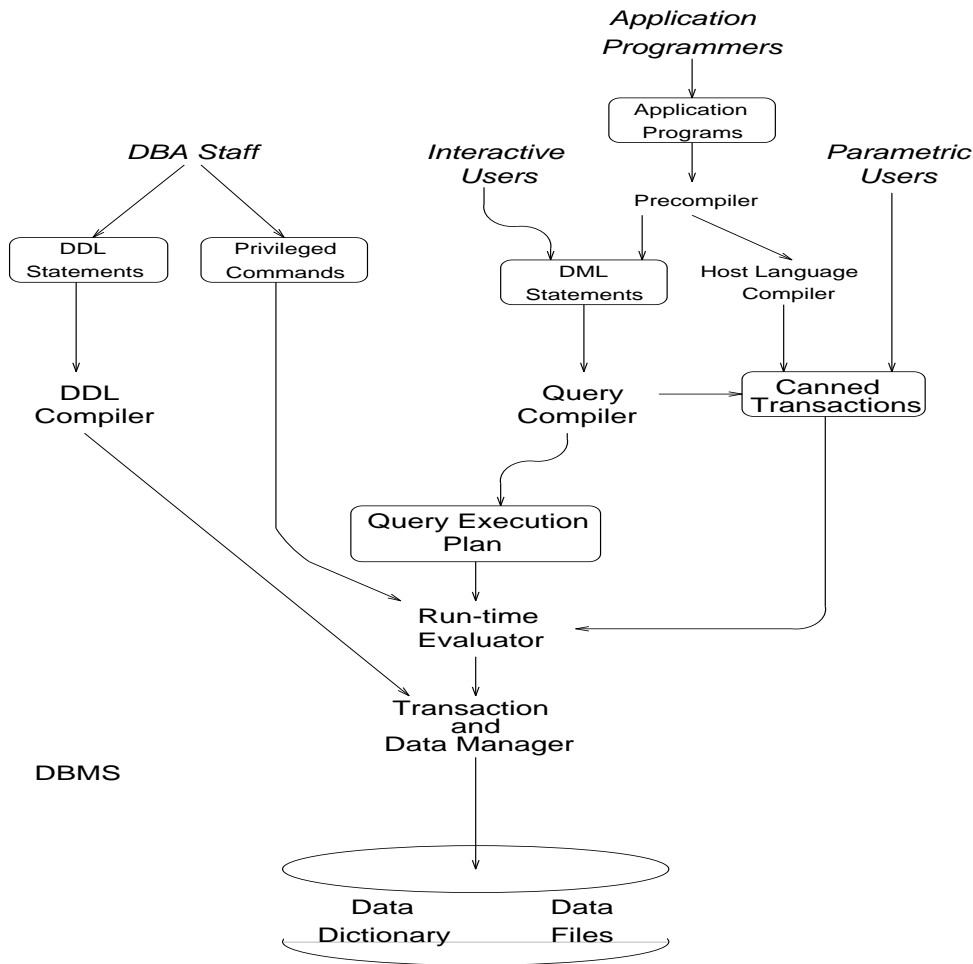 Application
Programmers
Application
Programs
DBA Staff
Interactive
Users
Parametric
Users
Precompiler
DDL
Statements
Privileged
Commands
DML
Statements
Host Language
Compiler
DDL
Compiler
Query
Compiler
Canned
Transactions
Query Execution
Plan
Run-time
Evaluator
Transaction
and
Data Manager
DBMS
Data
Dictionary
Data
Files